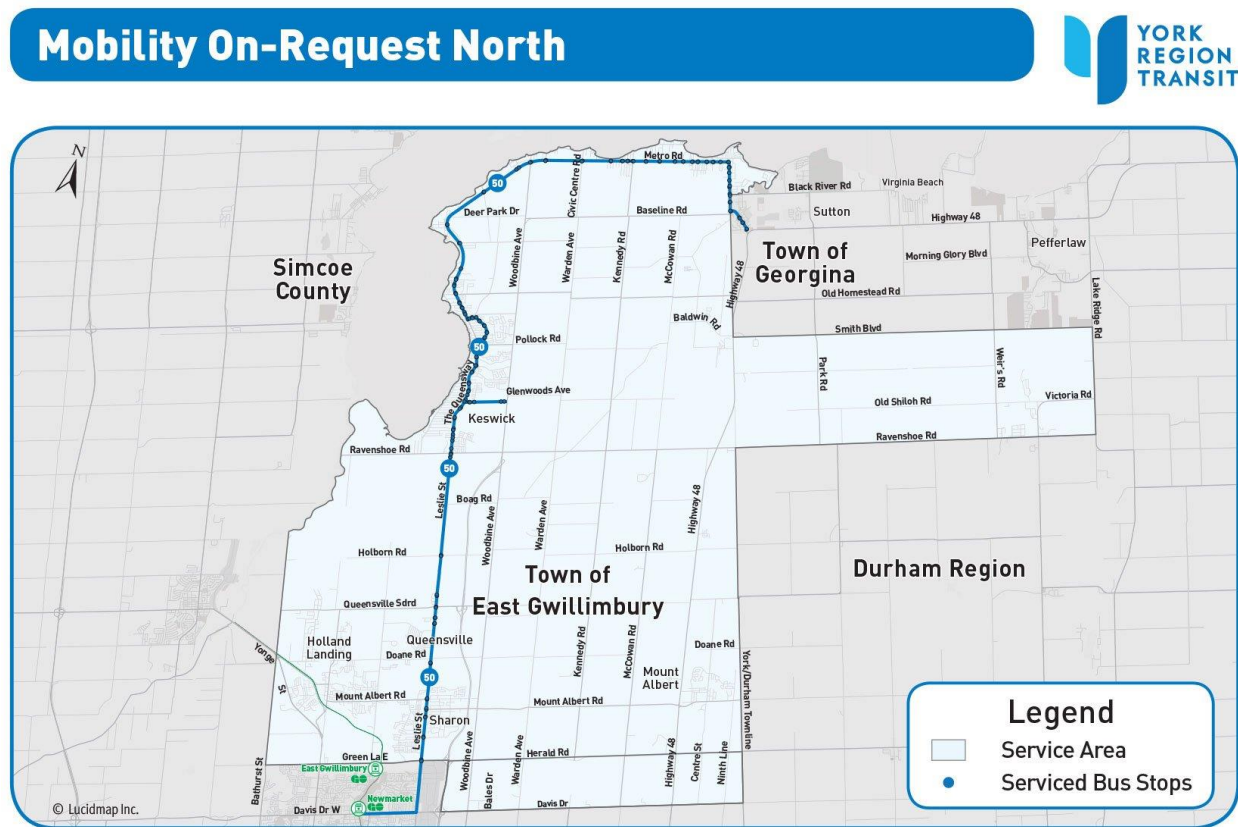 Mobility On-Request North
YORK
REGION
TRANSIT
N
Metro Rd
50
Civic Centre Rd
Black River Rd
Virginia Beach
Deer Park Dr
Baseline Rd
Sutton
Highway 48
Pefferlaw
Woodbine Ave
Warden Ave
Kennedy Rd
McCowan Rd
Highway 48
Town of
Georgina
Morning Glory Blvd
Simcoe
County
Old Homestead Rd
Lake Ridge Rd
Baldwin Rd
Smith Blvd
50
Pollock Rd
Park Rd
Weir's Rd
The Queensway
Glenwoods Ave
Old Shiloh Rd
Victoria Rd
Keswick
Ravenshoe Rd
Ravenshoe Rd
50
Leslie St
Boag Rd
Woodbine Ave
Warden Ave
Highway 48
Holborn Rd
Holborn Rd
Town of
East Gwillimbury
Durham Region
Queensville Sdrd
Holland
Landing
Queensville
Doane Rd
Kennedy Rd
McCowan Rd
Doane Rd
Yonge
St
50
Mount
Albert
York/Durham Townline
Mount Albert Rd
Mount Albert Rd
Leslie St
Sharon
Legend
Service Area
Serviced Bus Stops
Bathurst St
Green La E
East Gwillimbury
GO
Woodbine Ave
Bales Dr
Warden Ave
Herald Rd
Highway 48
Centre St
Ninth Line
Newmarket
GO
Davis Dr W
Davis Dr
© Lucidmap Inc.